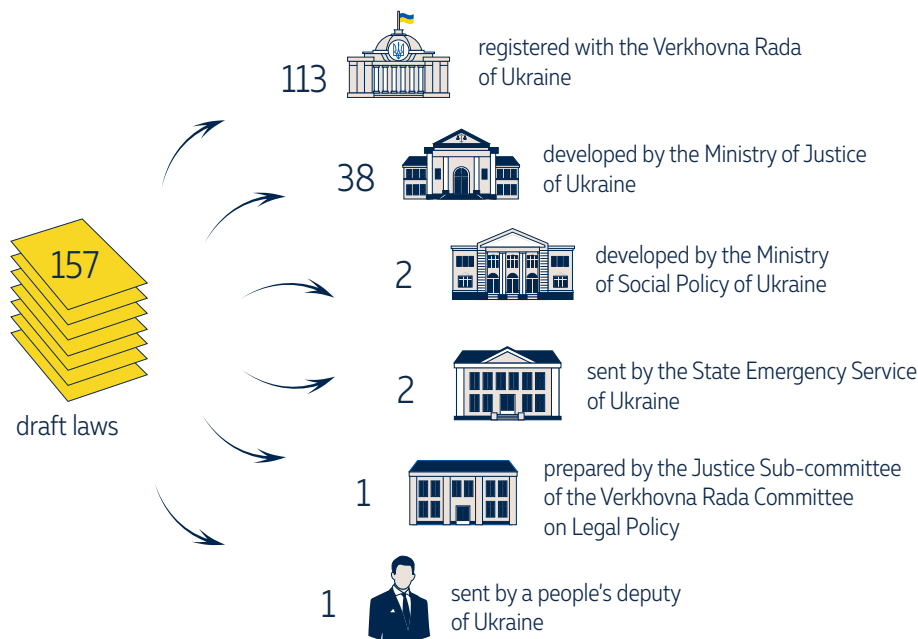 113
registered with the Verkhovna Rada
of Ukraine
38
developed by the Ministry of Justice
of Ukraine
157
draft laws
2
developed by the Ministry
of Social Policy of Ukraine
2
sent by the State Emergency Service
of Ukraine
1
prepared by the Justice Sub-committee
of the Verkhovna Rada Committee
on Legal Policy
1
sent by a people's deputy
of Ukraine